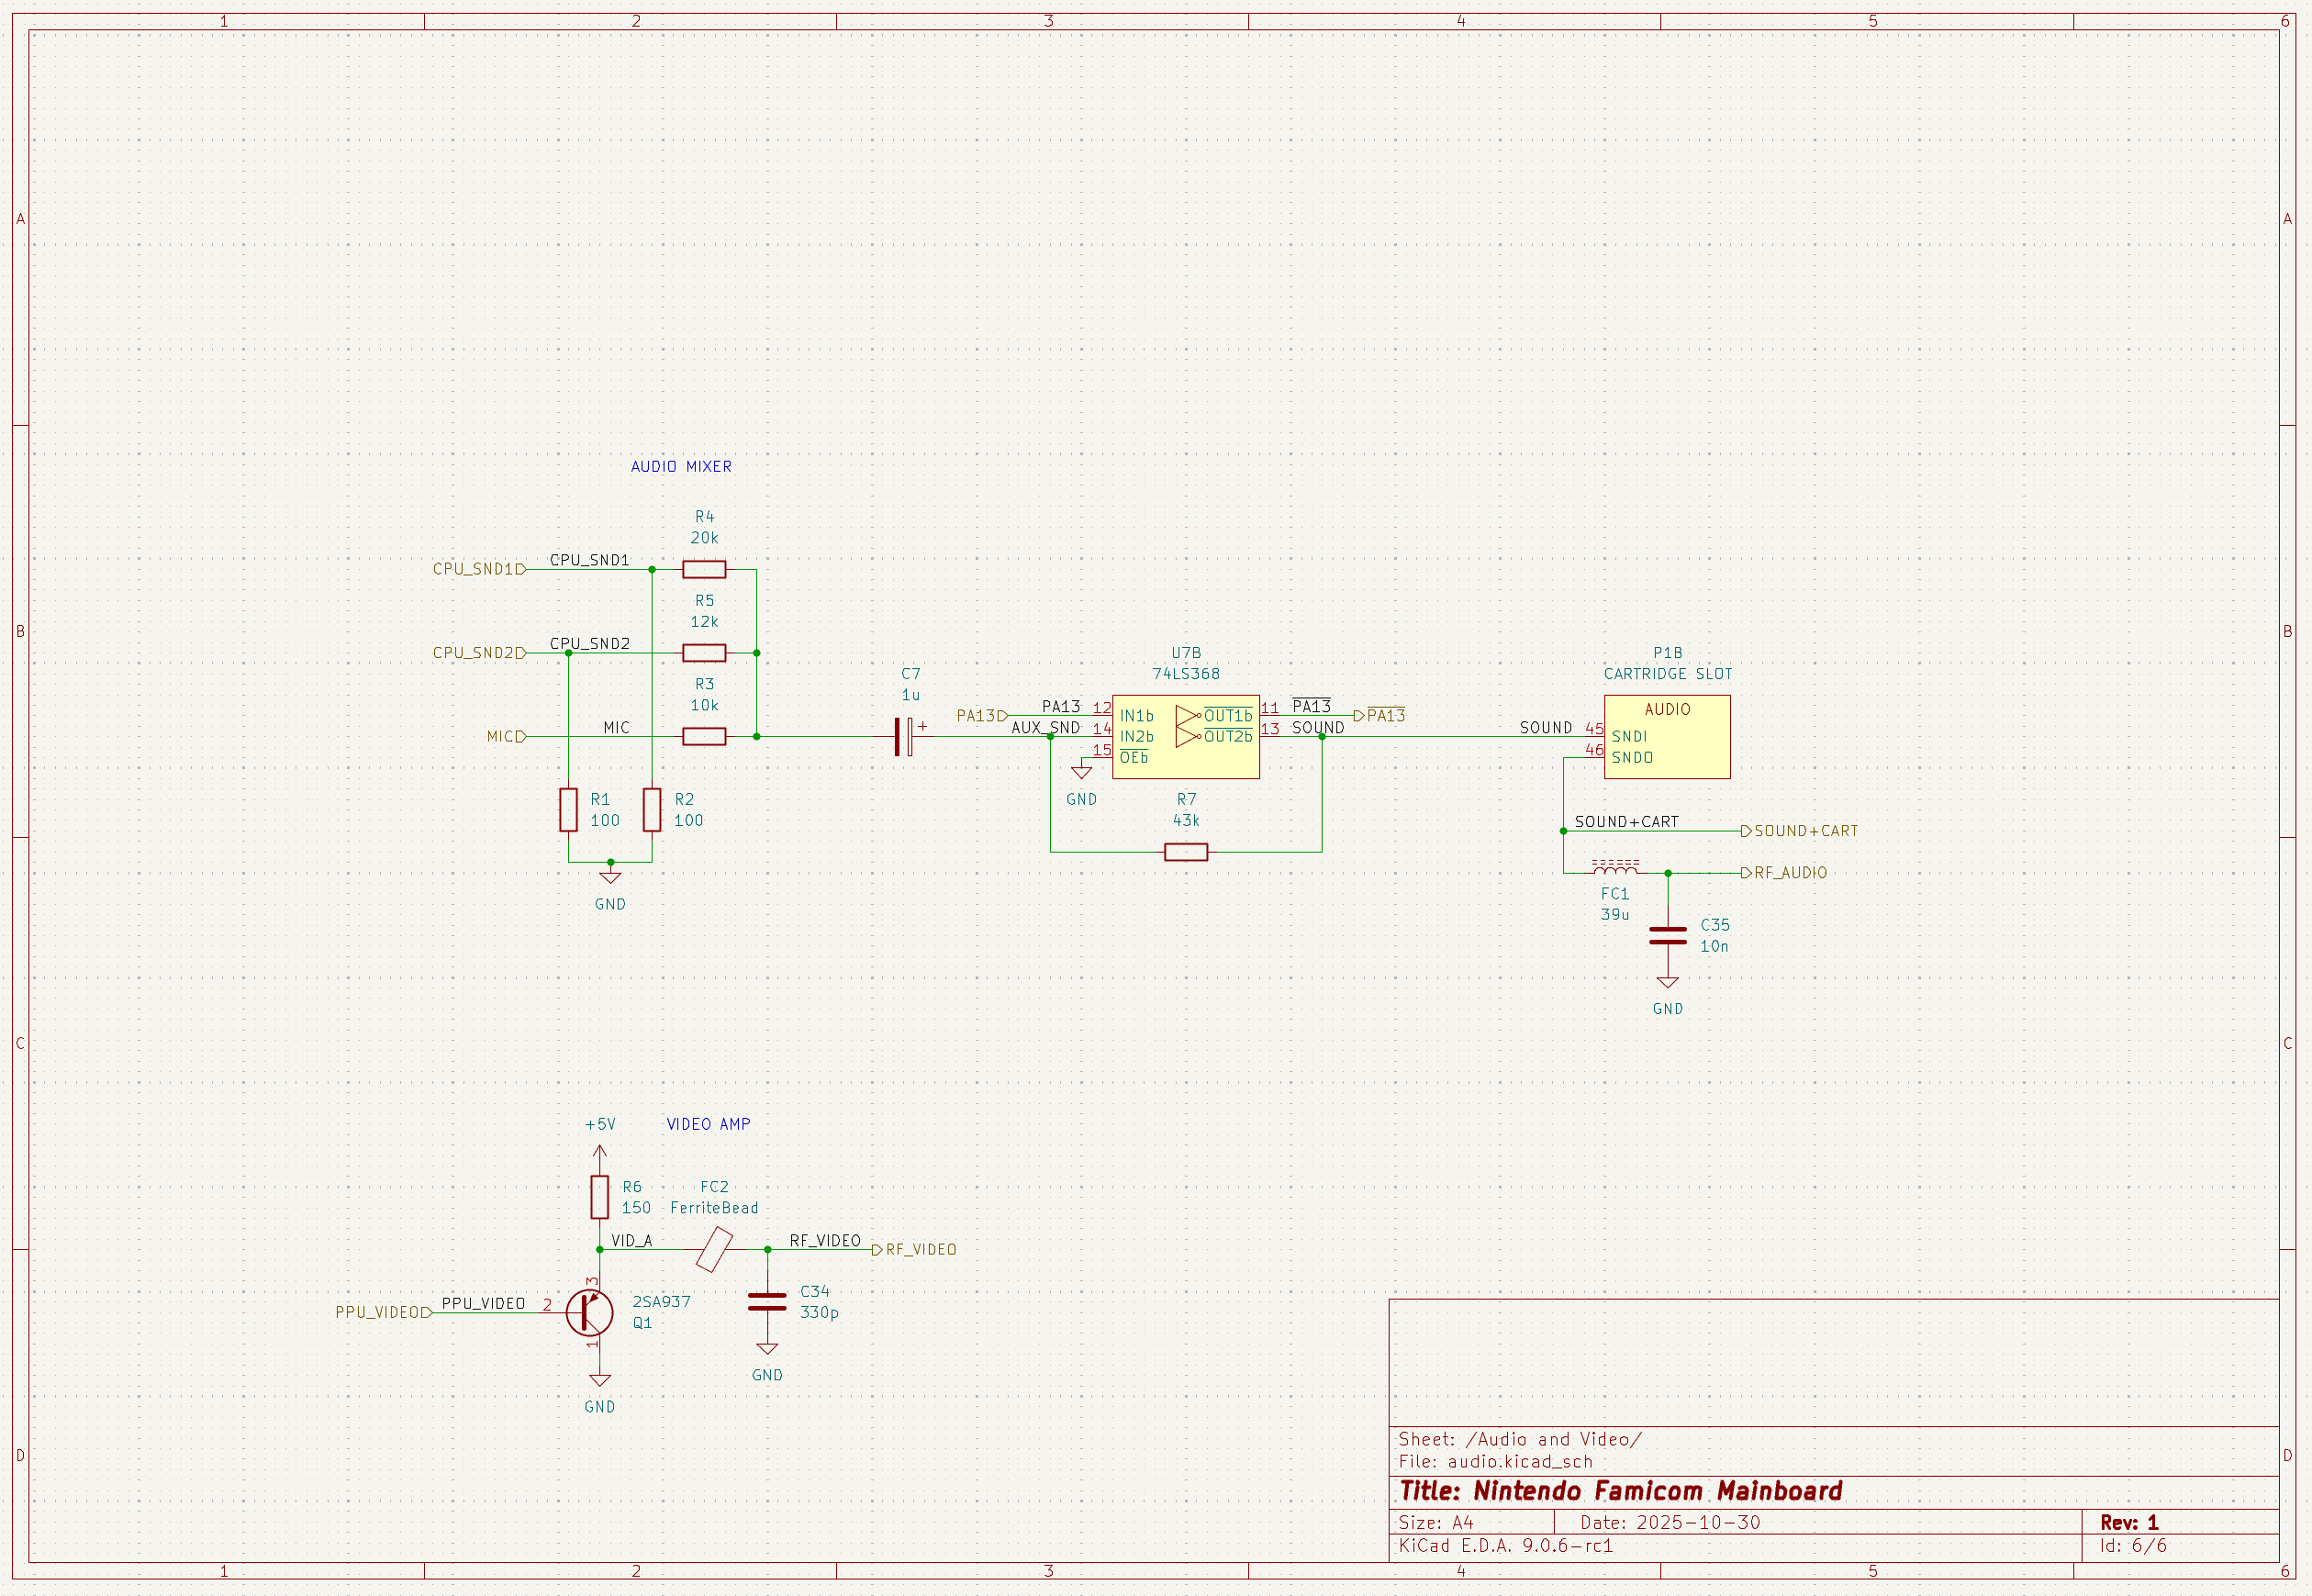 1 2 3 4 5 6
A A
AUDIO MIXER
R4
20k
CPU_SND1 CPU_SND1
R5
12k
B B
CPU_SND2 CPU_SND2
R3
10k
MIC MIC
C7
1u
+
U7B
74LS368
PA13 PA13 12 IN1b OUT1b 11 PA13 PA13
AUX_SND 14 IN2b OUT2b 13 SOUND
15 OEb
GND
R7
43k
P1B
CARTRIDGE SLOT
AUDIO
SOUND 45 SNDI
46 SNDO
R1
100
R2
100
GND
SOUND+CART SOUND+CART
RF_AUDIO
FC1
39u
C35
10n
GND
C C
VIDEO AMP
+5V
R6
150
FC2
FerriteBead
VID_A RF_VIDEO RF_VIDEO
3
PPU_VIDEO PPU_VIDEO 2
1
2SA937
Q1
C34
330p
GND
GND
D D
Sheet: /Audio and Video/
File: audio.kicad_sch
Title: Nintendo Famicom Mainboard
Size: A4 Date: 2025-10-30 Rev: 1
KiCad E.D.A. 9.0.6-rc1 Id: 6/6
1 2 3 4 5 6